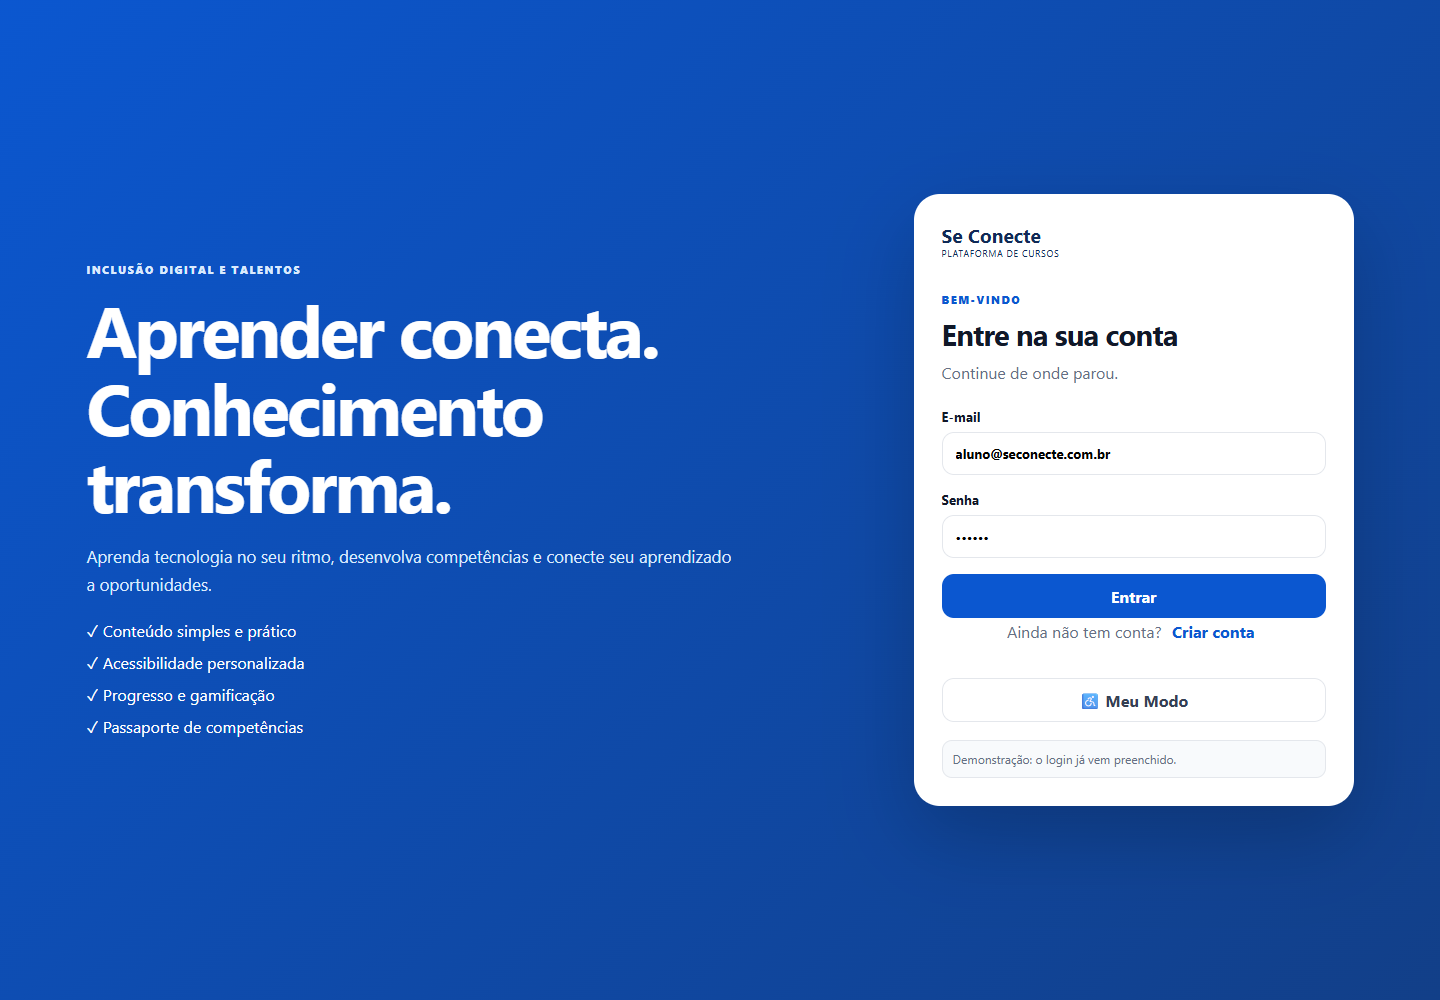 INCLUSÃO DIGITAL E TALENTOS
Aprender conecta.
Conhecimento
transforma.
Aprenda tecnologia no seu ritmo, desenvolva competências e conecte seu aprendizado
a oportunidades.
✓ Conteúdo simples e prático
✓ Acessibilidade personalizada
✓ Progresso e gamificação
✓ Passaporte de competências
Se Conecte
PLATAFORMA DE CURSOS
BEM-VINDO
Entre na sua conta
Continue de onde parou.
E-mail
aluno@seconecte.com.br
Senha
••••••
Entrar
Ainda não tem conta? Criar conta
♿ Meu Modo
Demonstração: o login já vem preenchido.